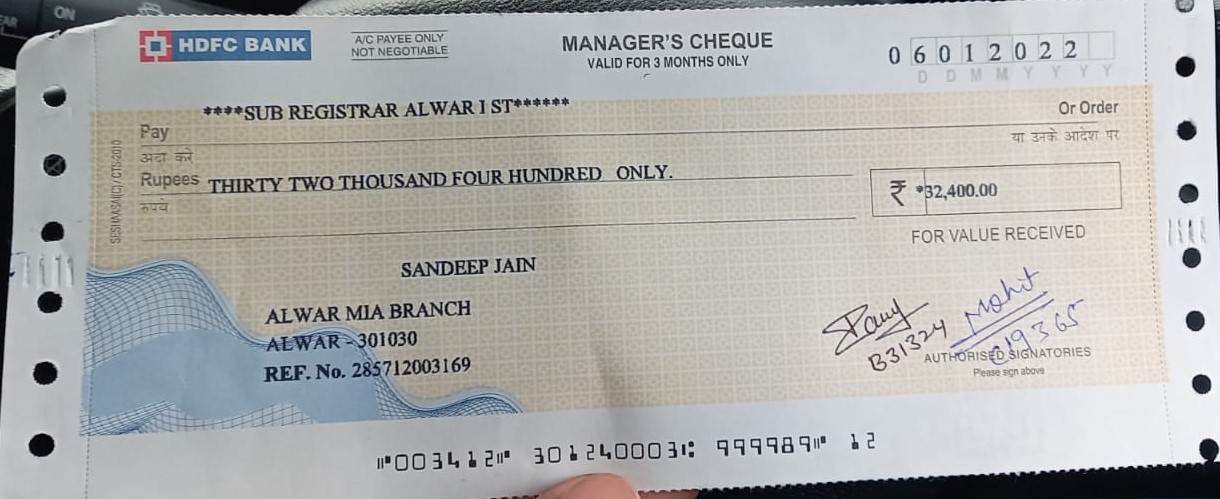 ON
HDFC BANK
A/C PAYEE ONLY
NOT NEGOTIABLE
MANAGER'S CHEQUE
VALID FOR 3 MONTHS ONLY
06012022
D D M M Y Y Y Y
****SUB REGISTRAR ALWAR I ST******
Pay
Or Order
अदा करे
या उनके आदेश पर
Rupees THIRTY TWO THOUSAND FOUR HUNDRED ONLY.
रुपये
₹ *32,400.00
FOR VALUE RECEIVED
SANDEEP JAIN
ALWAR MIA BRANCH
ALWAR - 301030
REF. No. 285712003169
B31324
Mohit
C19365
AUTHORISED SIGNATORIES
Please sign above
⑈003412⑈ 301240003⑆ 999989⑈ 12